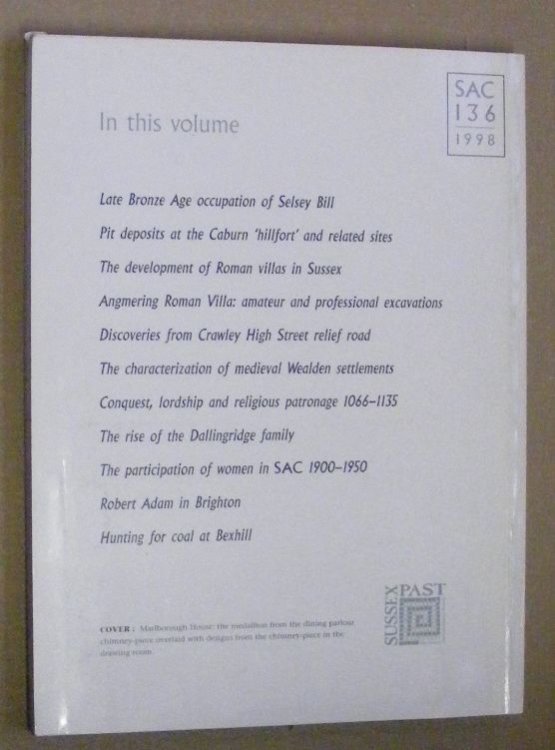 SAC
136
1998
In this volume
Late Bronze Age occupation of Selsey Bill
Pit deposits at the Caburn 'hillfort' and related sites
The development of Roman villas in Sussex
Angmering Roman Villa: amateur and professional excavations
Discoveries from Crawley High Street relief road
The characterization of medieval Wealden settlements
Conquest, lordship and religious patronage 1066–1135
The rise of the Dallingridge family
The participation of women in SAC 1900–1950
Robert Adam in Brighton
Hunting for coal at Bexhill
COVER : Marlborough House: the medallion from the dining parlour
chimney-piece overlaid with designs from the chimney-piece in the
drawing room
SUSSEX PAST